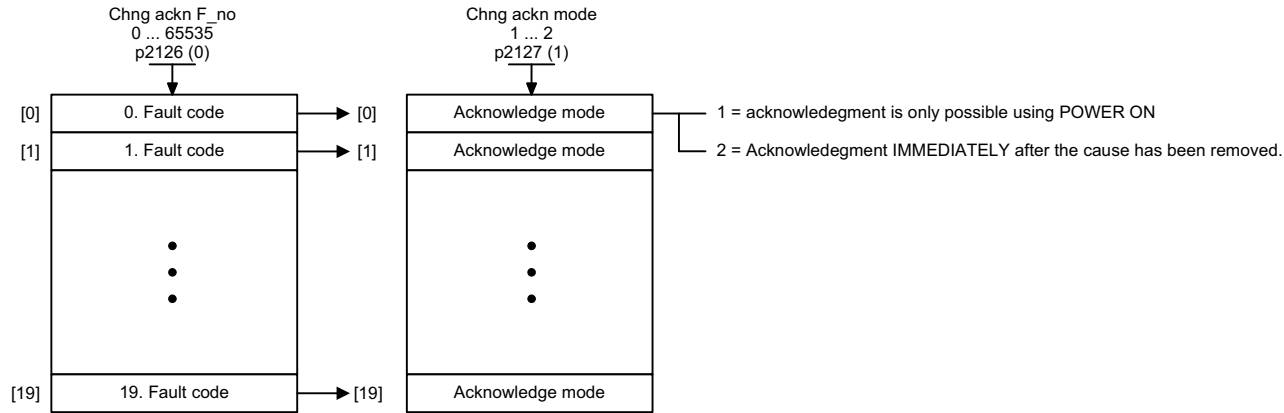 Chng ackn F_no
0 ... 65535
p2126 (0)
Chng ackn mode
1 ... 2
p2127 (1)
[0] 0. Fault code [0] Acknowledge mode 1 = acknowledegment is only possible using POWER ON
[1] 1. Fault code [1] Acknowledge mode 2 = Acknowledegment IMMEDIATELY after the cause has been removed.
[19] 19. Fault code [19] Acknowledge mode